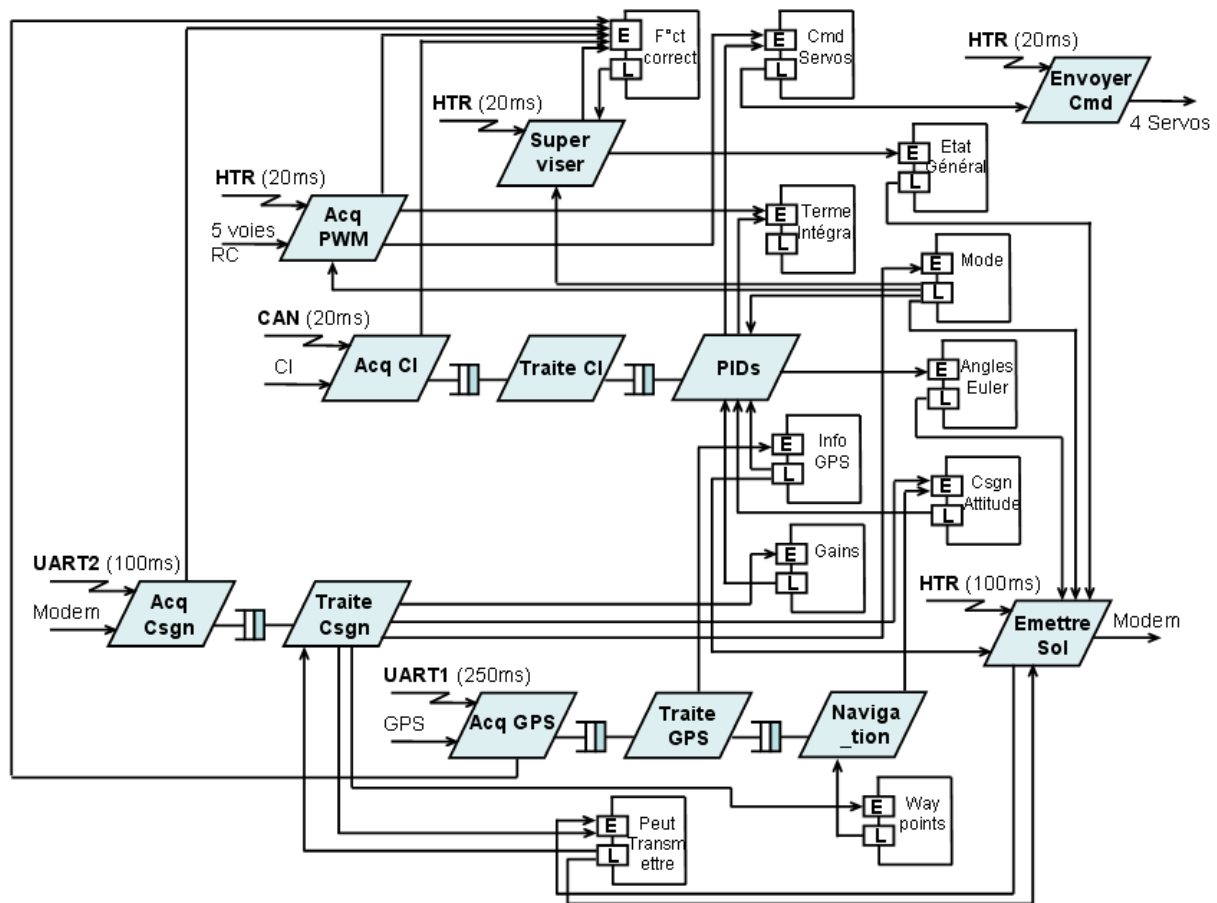 E
F°ct
correct
L
E
Cmd
Servos
L
HTR (20ms)
Envoyer
Cmd
4 Servos
HTR (20ms)
Super
viser
E
Etat
Général
L
HTR (20ms)
Acq
PWM
5 voies
RC
E
Terme
Intégral
L
E
Mode
L
CAN (20ms)
CI
Acq CI
Traite CI
PIDs
E
Angles
Euler
L
E
Info
GPS
L
E
Csgn
Attitude
L
UART2 (100ms)
Modem
Acq
Csgn
Traite
Csgn
E
Gains
L
HTR (100ms)
Emettre
Sol
Modem
UART1 (250ms)
GPS
Acq GPS
Traite
GPS
Naviga
_tion
E
Peut
Transm
ettre
L
E
Way
points
L